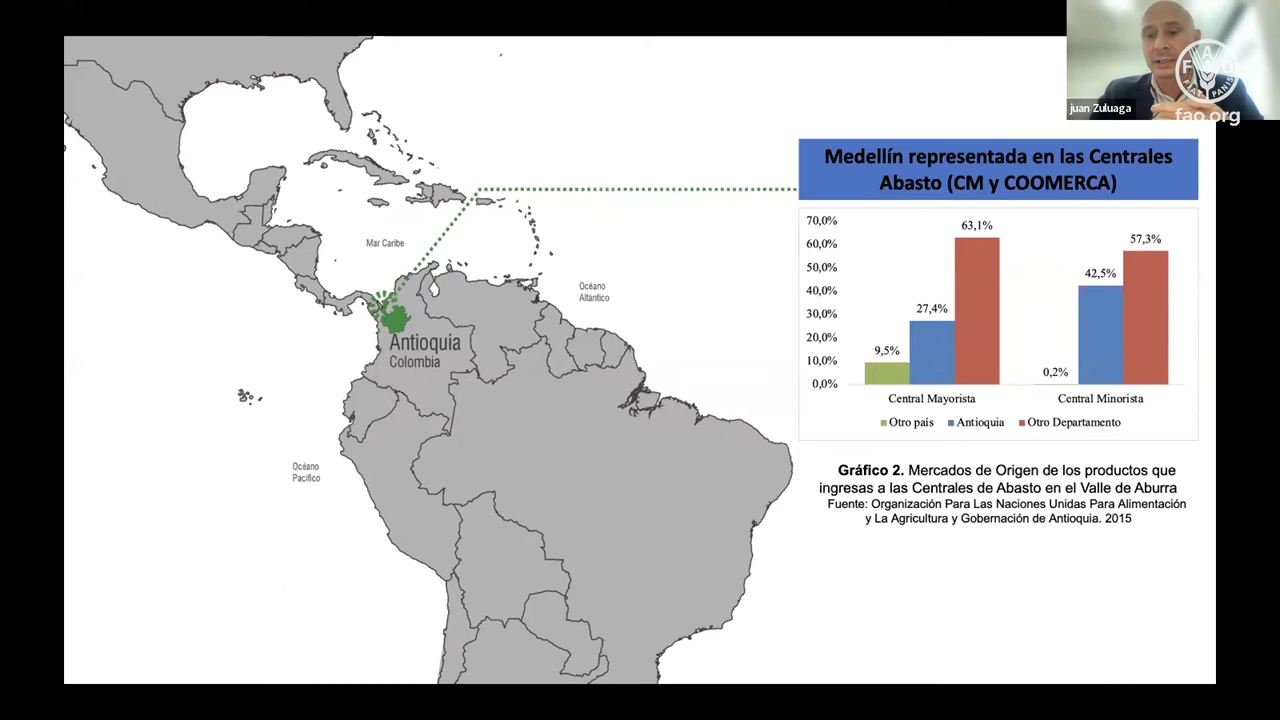 juan Zuluaga
FAO
FIAT PANIS
fao.org
Medellín representada en las Centrales
Abasto (CM y COOMERCA)
70,0%
60,0%
50,0%
40,0%
30,0%
20,0%
10,0%
0,0%
9,5%
27,4%
63,1%
0,2%
42,5%
57,3%
Central Mayorista
Central Minorista
Otro país
Antioquia
Otro Departamento
Gráfico 2. Mercados de Origen de los productos que
ingresas a las Centrales de Abasto en el Valle de Aburra
Fuente: Organización Para Las Naciones Unidas Para Alimentación
y La Agricultura y Gobernación de Antioquia. 2015
Mar Caribe
Océano
Altántico
Antioquia
Colombia
Océano
Pacífico